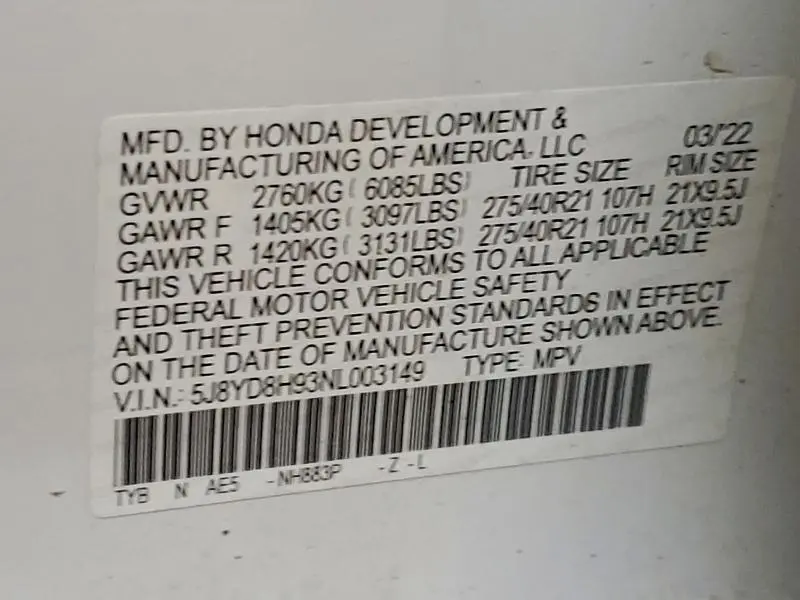 MFD. BY HONDA DEVELOPMENT &
MANUFACTURING OF AMERICA, LLC 03/'22
GVWR 2760KG ( 6085LBS) TIRE SIZE RIM SIZE
GAWR F 1405KG ( 3097LBS) 275/40R21 107H 21X9.5J
GAWR R 1420KG ( 3131LBS) 275/40R21 107H 21X9.5J
THIS VEHICLE CONFORMS TO ALL APPLICABLE
FEDERAL MOTOR VEHICLE SAFETY
AND THEFT PREVENTION STANDARDS IN EFFECT
ON THE DATE OF MANUFACTURE SHOWN ABOVE.
V.I.N.: 5J8YD8H93NL003149 TYPE: MPV
TYB N AE5 -NH883P -Z-L